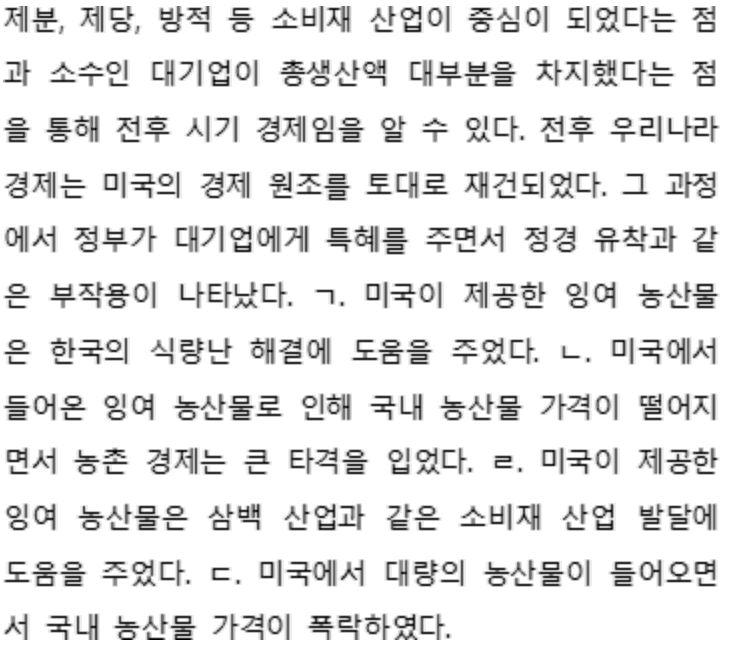 제분, 제당, 방적 등 소비재 산업이 중심이 되었다는 점
과 소수인 대기업이 총생산액 대부분을 차지했다는 점
을 통해 전후 시기 경제임을 알 수 있다. 전후 우리나라
경제는 미국의 경제 원조를 토대로 재건되었다. 그 과정
에서 정부가 대기업에게 특혜를 주면서 정경 유착과 같
은 부작용이 나타났다. ㄱ. 미국이 제공한 잉여 농산물
은 한국의 식량난 해결에 도움을 주었다. ㄴ. 미국에서
들어온 잉여 농산물로 인해 국내 농산물 가격이 떨어지
면서 농촌 경제는 큰 타격을 입었다. ㄹ. 미국이 제공한
잉여 농산물은 삼백 산업과 같은 소비재 산업 발달에
도움을 주었다. ㄷ. 미국에서 대량의 농산물이 들어오면
서 국내 농산물 가격이 폭락하였다.